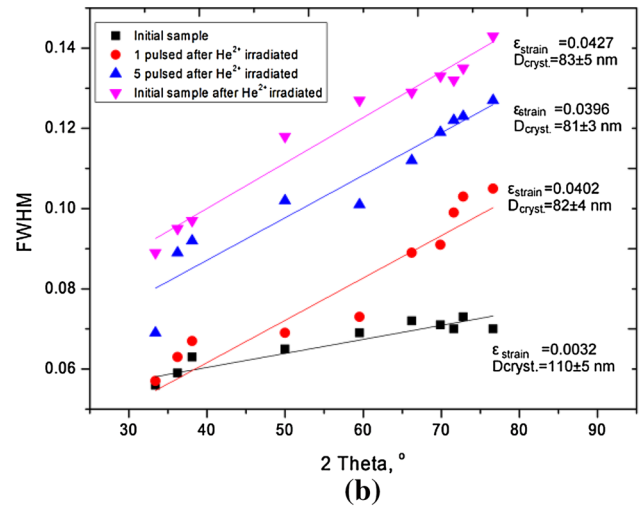 (b)
Initial sample
1 pulsed after He²⁺ irradiated
5 pulsed after He²⁺ irradiated
Initial sample after He²⁺ irradiated
εstrain=0.0427
Dcryst.=83±5 nm
εstrain=0.0396
Dcryst.=81±3 nm
εstrain=0.0402
Dcryst.=82±4 nm
εstrain=0.0032
Dcryst.=110±5 nm
FWHM
0.14
0.12
0.10
0.08
0.06
30 40 50 60 70 80 90
2 Theta, °
(b)